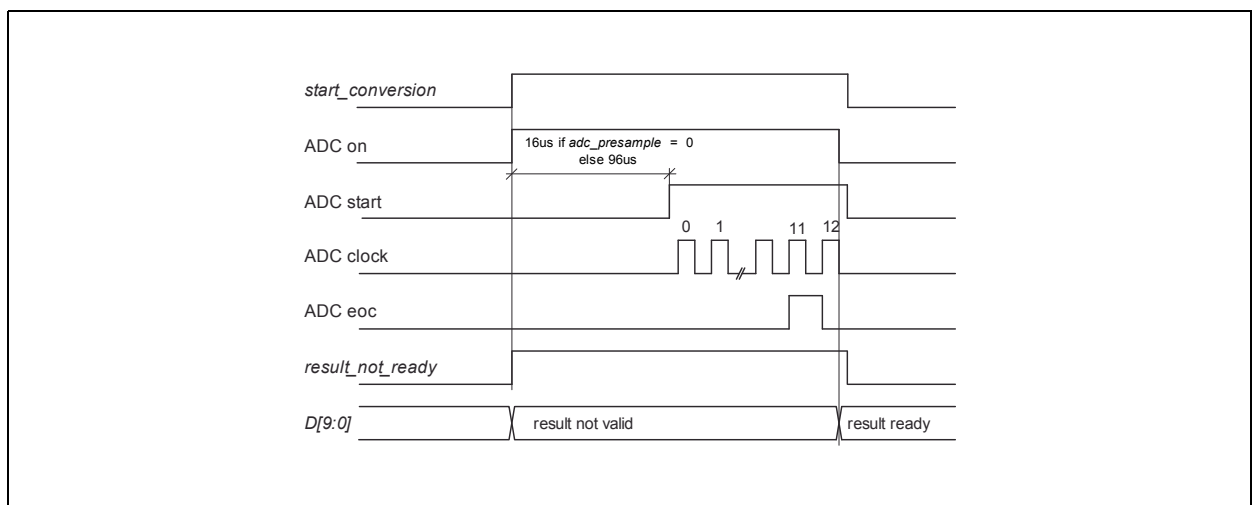 start_conversion
ADC on
16us if adc_presample = 0
else 96us
ADC start
0 1 11 12
ADC clock
ADC eoc
result_not_ready
D[9:0] result not valid result ready